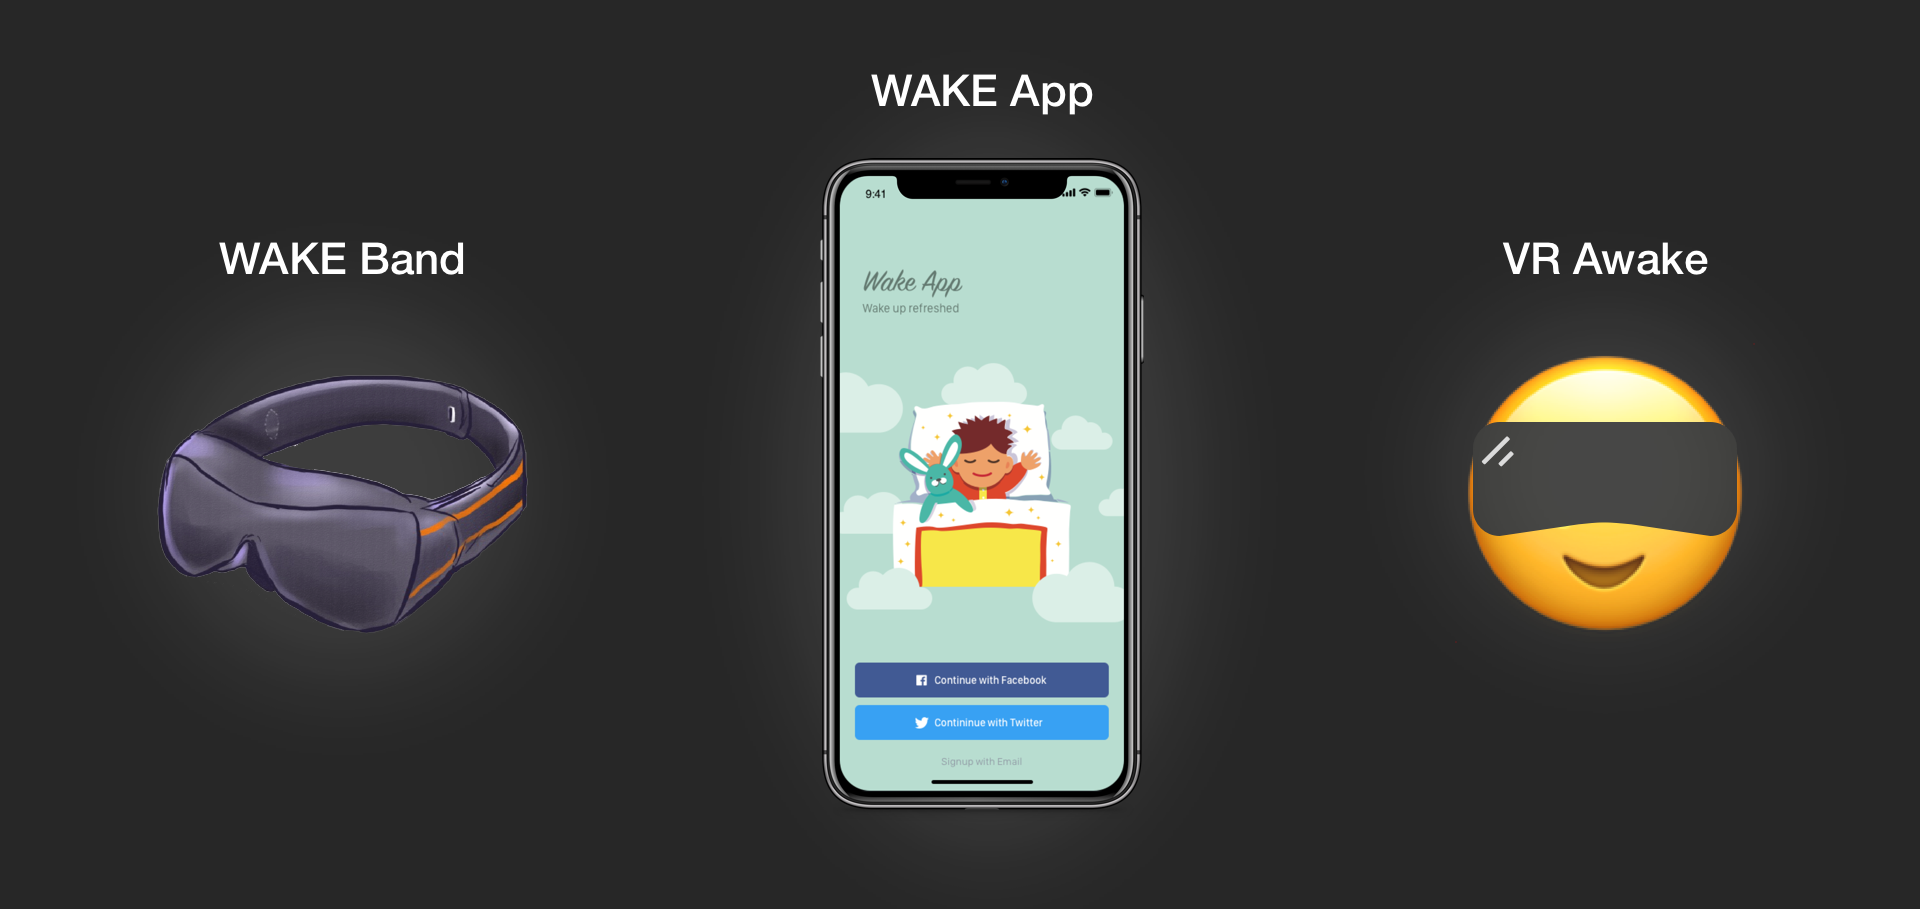 WAKE App
WAKE Band
VR Awake
9:41
Wake App
Wake up refreshed
Continue with Facebook
Contininue with Twitter
Signup with Email